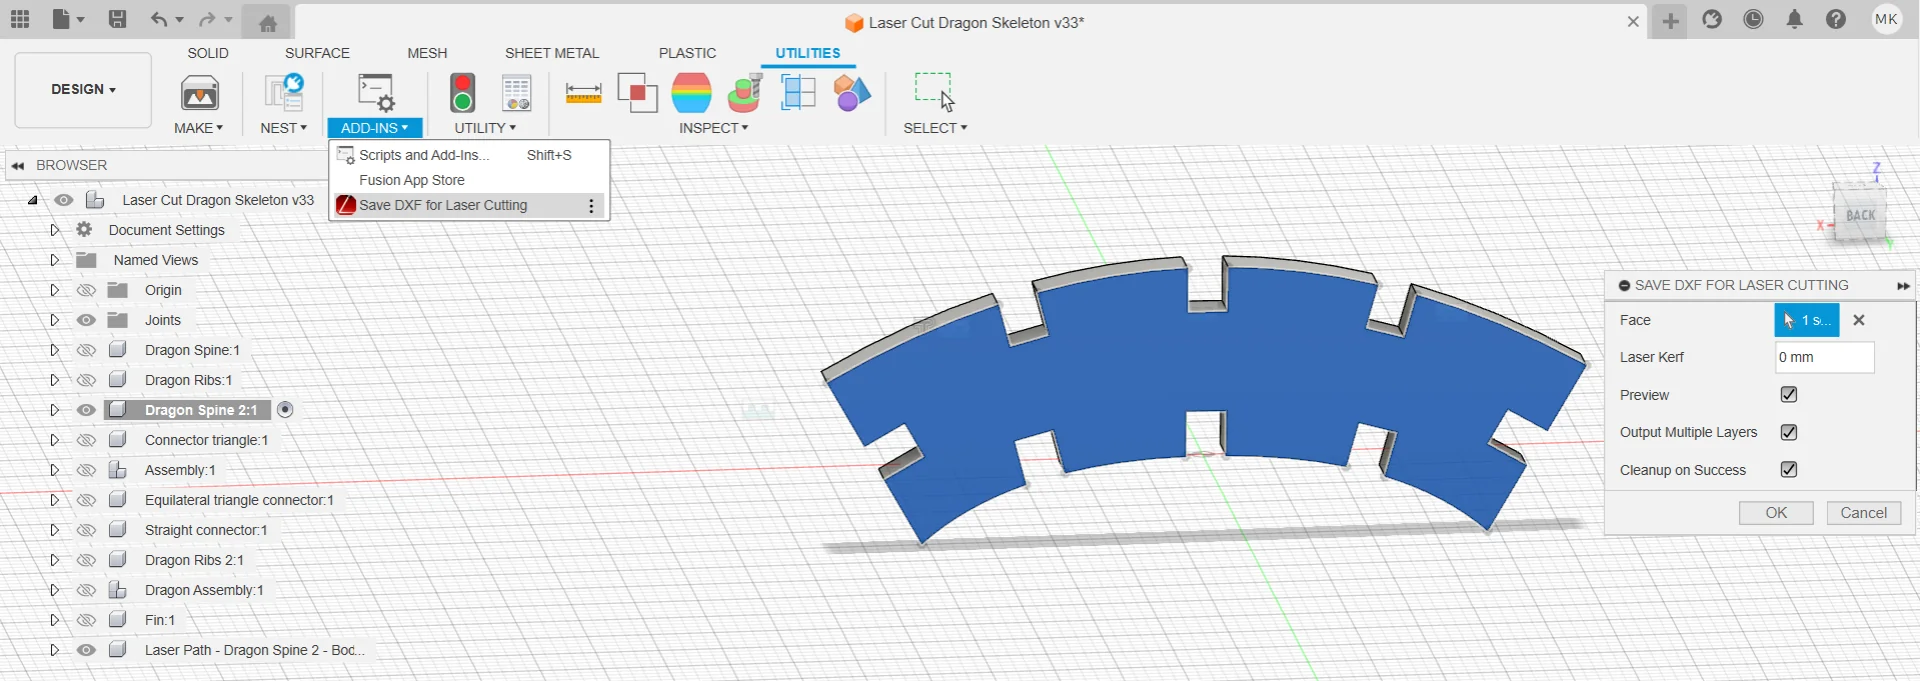 Laser Cut Dragon Skeleton v33*
MK
DESIGN
SOLID
SURFACE
MESH
SHEET METAL
PLASTIC
UTILITIES
MAKE
NEST
ADD-INS
UTILITY
INSPECT
SELECT
Scripts and Add-Ins... Shift+S
Fusion App Store
Save DXF for Laser Cutting
BROWSER
Laser Cut Dragon Skeleton v33
Document Settings
Named Views
Origin
Joints
Dragon Spine:1
Dragon Ribs:1
Dragon Spine 2:1
Connector triangle:1
Assembly:1
Equilateral triangle connector:1
Straight connector:1
Dragon Ribs 2:1
Dragon Assembly:1
Fin:1
Laser Path - Dragon Spine 2 - Bod...
Z
BACK
X
Y
SAVE DXF FOR LASER CUTTING
Face 1 s...
Laser Kerf 0 mm
Preview
Output Multiple Layers
Cleanup on Success
OK Cancel